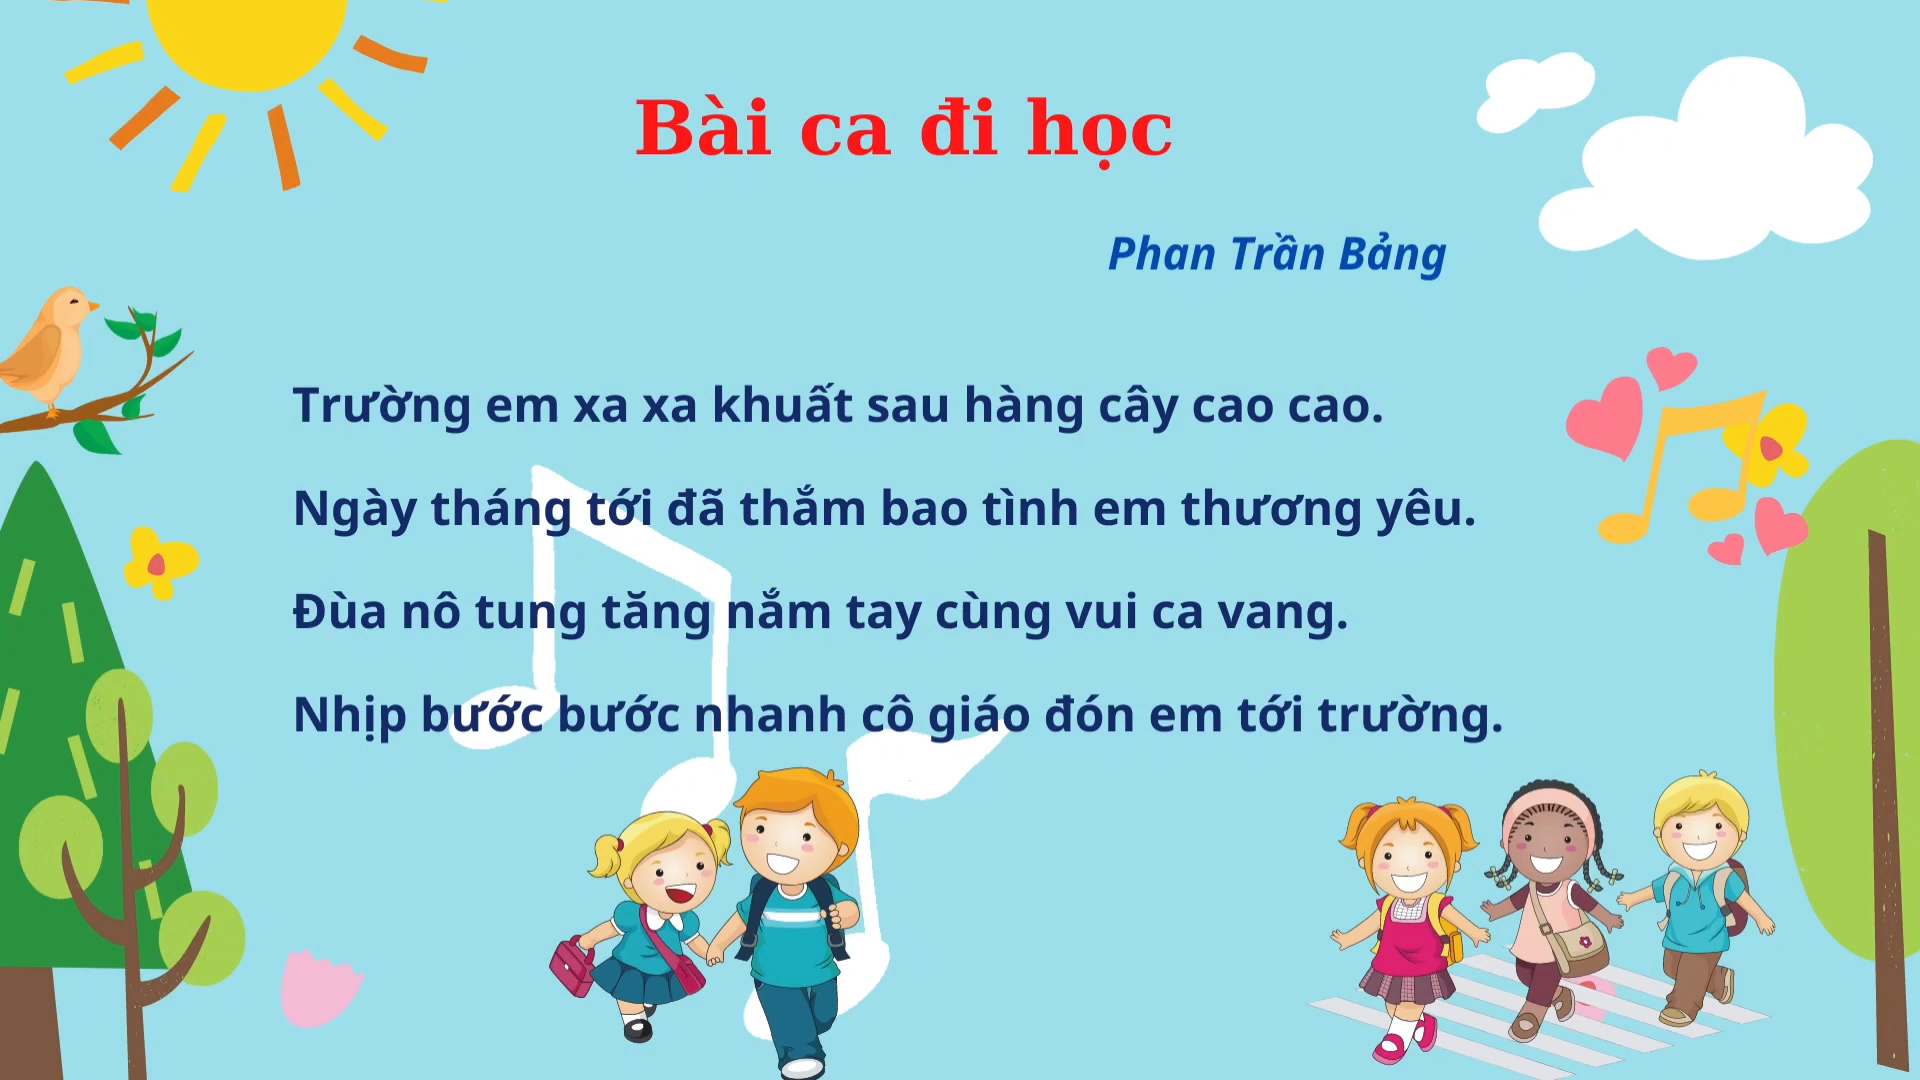 Bài ca đi học
Phan Trần Bảng
Trường em xa xa khuất sau hàng cây cao cao.
Ngày tháng tới đã thắm bao tình em thương yêu.
Đùa nô tung tăng nắm tay cùng vui ca vang.
Nhịp bước bước nhanh cô giáo đón em tới trường.